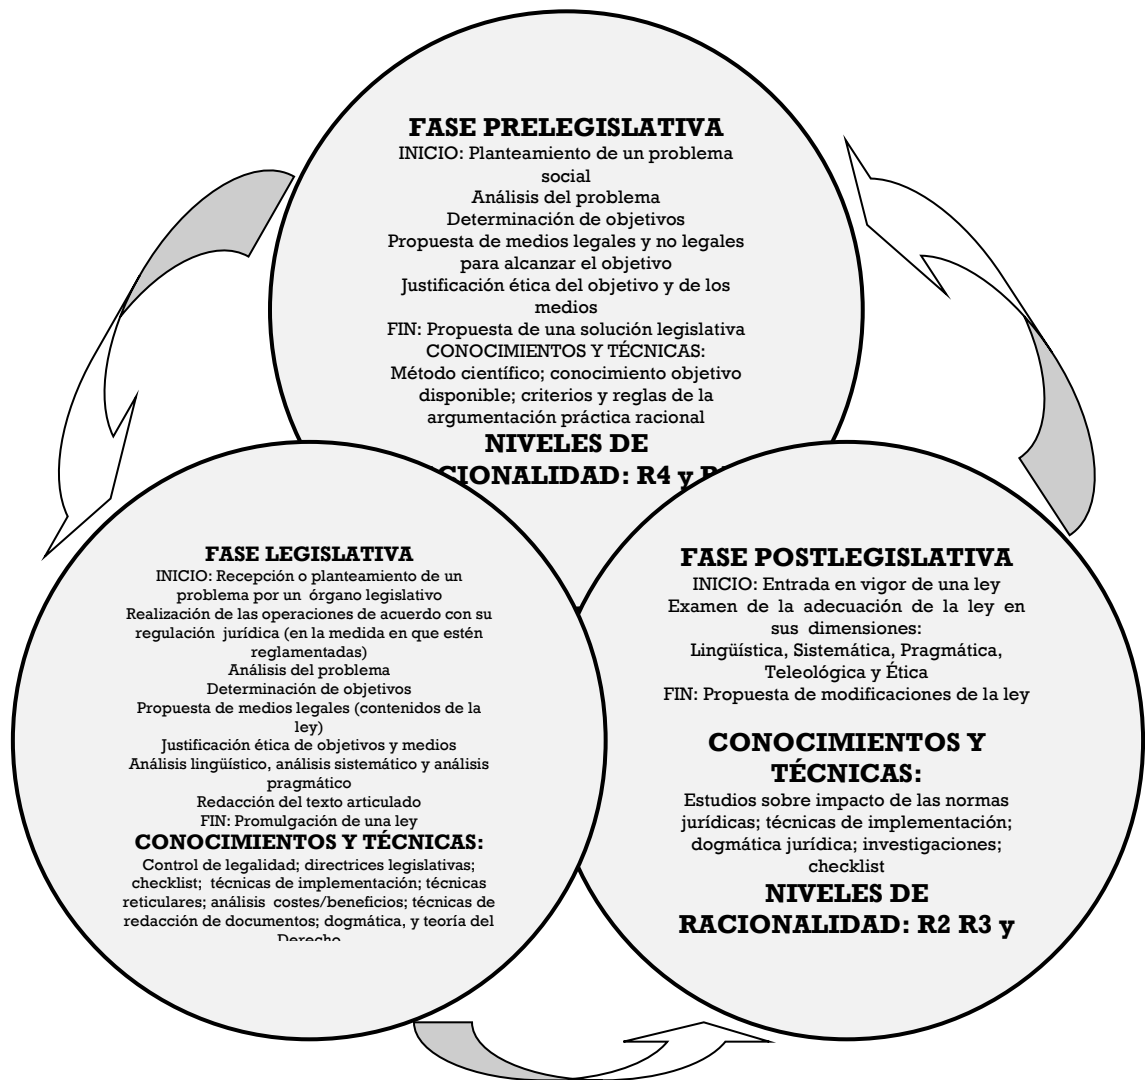 FASE PRELEGISLATIVA
INICIO: Planteamiento de un problema
social
Análisis del problema
Determinación de objetivos
Propuesta de medios legales y no legales
para alcanzar el objetivo
Justificación ética del objetivo y de los
medios
FIN: Propuesta de una solución legislativa
CONOCIMIENTOS Y TÉCNICAS:
Método científico; conocimiento objetivo
disponible; criterios y reglas de la
argumentación práctica racional
NIVELES DE
R4 y
FASE LEGISLATIVA
INICIO: Recepción o planteamiento de un
problema por un órgano legislativo
Realización de las operaciones de acuerdo con su
regulación jurídica (en la medida en que estén
reglamentadas)
Análisis del problema
Determinación de objetivos
Propuesta de medios legales (contenidos de la
ley)
Justificación ética de objetivos y medios
Análisis lingüístico, análisis sistemático y análisis
pragmático
Redacción del texto articulado
FIN: Promulgación de una ley
CONOCIMIENTOS Y TÉCNICAS:
Control de legalidad; directrices legislativas;
checklist; técnicas de implementación; técnicas
reticulares; análisis costes/beneficios; técnicas de
redacción de documentos; dogmática, y teoría del
Derecho
FASE POSTLEGISLATIVA
INICIO: Entrada en vigor de una ley
Examen de la adecuación de la ley en
sus dimensiones:
Lingüística, Sistemática, Pragmática,
Teleológica y Ética
FIN: Propuesta de modificaciones de la ley
CONOCIMIENTOS Y
TÉCNICAS:
Estudios sobre impacto de las normas
jurídicas; técnicas de implementación;
dogmática jurídica; investigaciones;
checklist
NIVELES DE
RACIONALIDAD: R2 R3 y